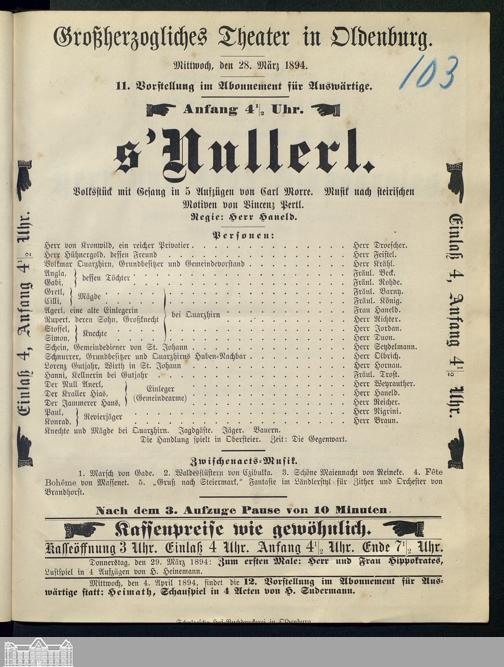 Großherzogliches Theater in Oldenburg.
Mittwoch, den 28. März 1894.
103
11. Vorstellung im Abonnement für Auswärtige.
Anfang 4½ Uhr.
s'Nullerl.
Volksstück mit Gesang in 5 Aufzügen von Carl Morre. Musik nach steirischen
Motiven von Vincenz Pertl.
Regie: Herr Haneld.
Personen:
Herr von Kromwild, ein reicher Privatier Herr Droescher.
Herr Hühnergold, dessen Freund Herr Feistel.
Volkmar Quarzhirn, Grundbesitzer und Gemeindevorstand Herr Krähl.
Angla, Fräul. Beck.
Gabi, dessen Töchter Fräul. Rohde.
Gretl, Fräul. Barny.
Cilli, Mägde Fräul. König.
Agerl, eine alte Einlegerin Frau Haneld.
Rupert, deren Sohn, Großknecht bei Quarzhirn Herr Richter.
Stoffel, Herr Jordan.
Simon, Knechte Herr Duon.
Schein, Gemeindediener von St. Johann Herr Seydelmann.
Schnurrer, Grundbesitzer und Quarzhirns Huben-Nachbar Herr Olbrich.
Lorenz Gutjahr, Wirth in St. Johann Herr Hornan.
Hanni, Kellnerin bei Gutjahr Fräul. Trost.
Der Null Anerl, Herr Weyrauther.
Der Kraller Hias, Einleger (Gemeindearme) Herr Haneld.
Der Jammerer Hans, Herr Reicher.
Paul, Herr Nigrini.
Konrad, Revierjäger Herr Braun.
Knechte und Mägde bei Quarzhirn. Jagdgäste. Jäger. Bauern.
Die Handlung spielt in Obersteier. Zeit: Die Gegenwart.
Zwischenacts-Musik.
1. Marsch von Gade. 2. Waldesflüstern von Czibulka. 3. Schöne Maiennacht von Reineke. 4. Fête
Bohème von Massenet. 5. „Gruß nach Steiermark,“ Fantasie im Ländlerstyl für Zither und Orchester von
Brandhorst.
Nach dem 3. Aufzuge Pause von 10 Minuten.
Kassenpreise wie gewöhnlich.
Kasseöffnung 3 Uhr. Einlaß 4 Uhr. Anfang 4½ Uhr. Ende 7½ Uhr.
Donnerstag, den 29. März 1894: Zum ersten Male: Herr und Frau Hippokrates,
Lustspiel in 4 Aufzügen von H. Heinemann.
Mittwoch, den 4. April 1894, findet die 12. Vorstellung im Abonnement für Aus-
wärtige statt: Heimath, Schauspiel in 4 Acten von H. Sudermann.
Einlaß 4, Anfang 4½ Uhr.
Einlaß 4, Anfang 4½ Uhr.